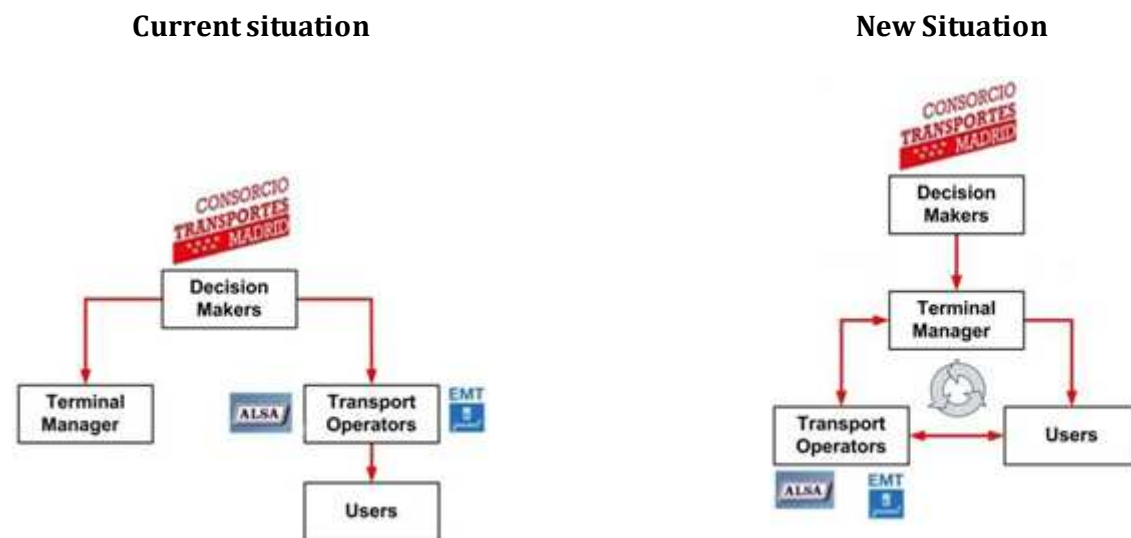 Current situation
CONSORCIO
TRANSPORTES
MADRID
Decision
Makers
Terminal
Manager
ALSA
Transport
Operators
EMT
Users
New Situation
CONSORCIO
TRANSPORTES
MADRID
Decision
Makers
Terminal
Manager
Transport
Operators
Users
ALSA
EMT